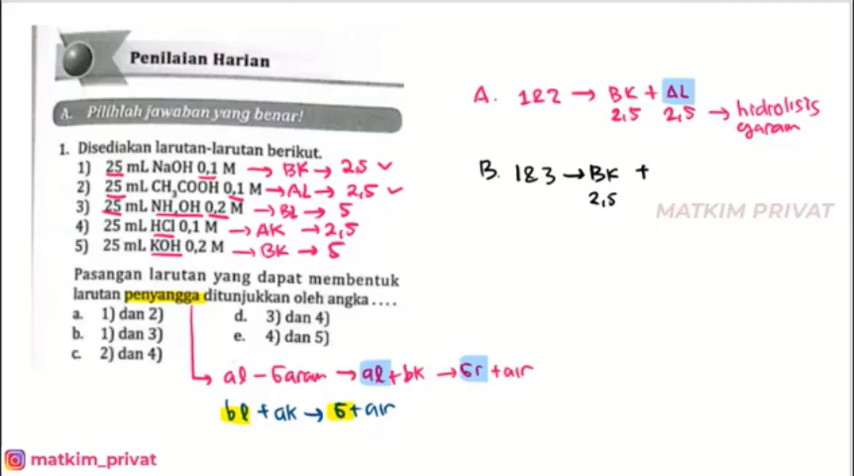 Penilaian Harian
A. Pilihlah jawaban yang benar!
1. Disediakan larutan-larutan berikut.
1) 25 mL NaOH 0,1 M → BK → 2,5 ✓
2) 25 mL CH₃COOH 0,1 M → AL → 2,5 ✓
3) 25 mL NH₄OH 0,2 M → BL → 5
4) 25 mL HCl 0,1 M → AK → 2,5
5) 25 mL KOH 0,2 M → BK → 5
Pasangan larutan yang dapat membentuk
larutan penyangga ditunjukkan oleh angka . . . .
a. 1) dan 2)
b. 1) dan 3)
c. 2) dan 4)
d. 3) dan 4)
e. 4) dan 5)
al - Garam → al + bk → Gr + air
bl + ak → G + air
A. 1&2 → BK + AL
2,5 2,5 → hidrolisis
garam
B. 1&3 → BK +
2,5
MATKIM PRIVAT
matkim_privat